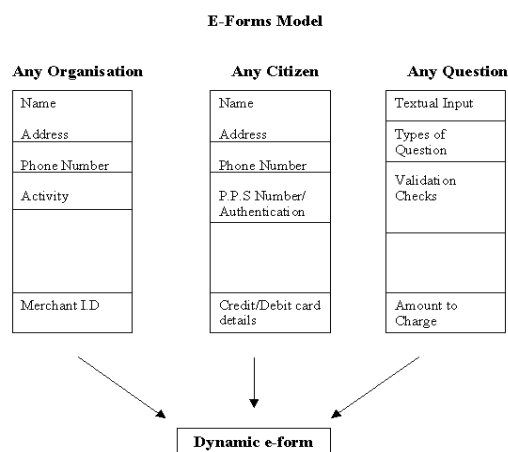 E-Forms Model
Any Organisation
Name
Address
Phone Number
Activity
Merchant I.D
Any Citizen
Name
Address
Phone Number
P.P.S Number/
Authentication
Credit/Debit card
details
Any Question
Textual Input
Types of
Question
Validation
Checks
Amount to
Charge
Dynamic e-form